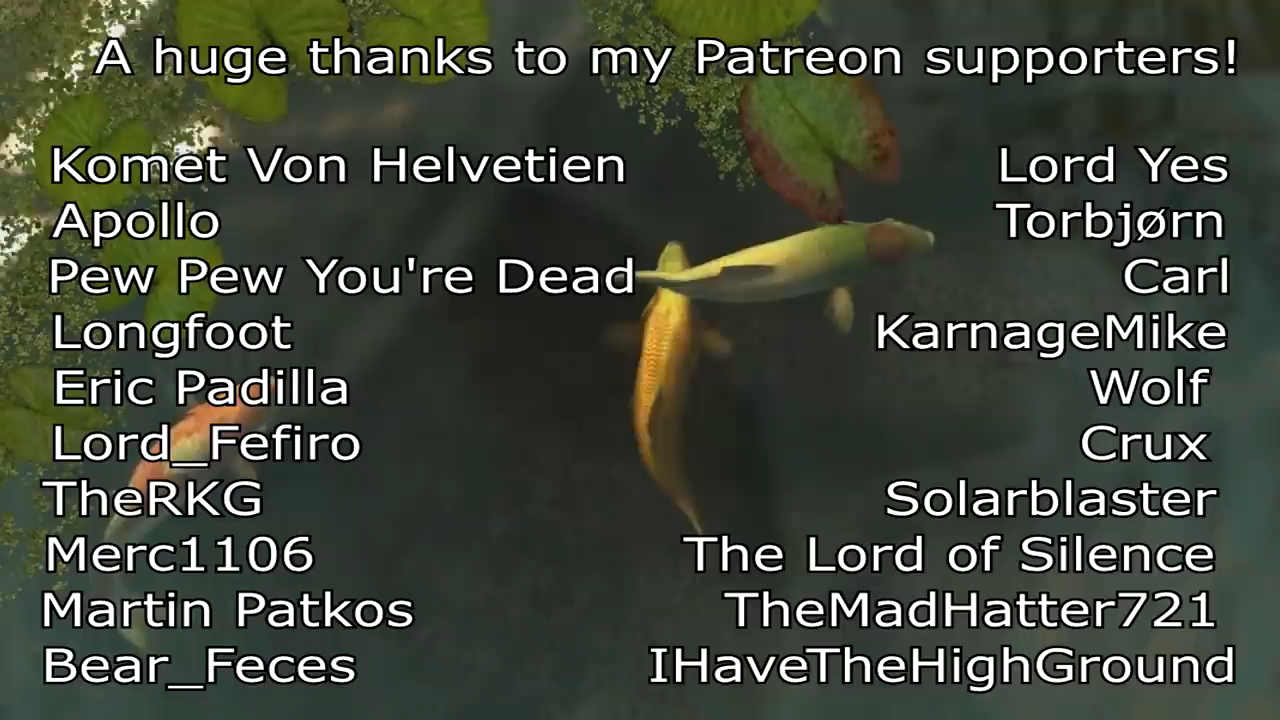 A huge thanks to my Patreon supporters!
Komet Von Helvetien
Apollo
Pew Pew You're Dead
Longfoot
Eric Padilla
Lord_Fefiro
TheRKG
Merc1106
Martin Patkos
Bear_Feces
Lord Yes
Torbjørn
Carl
KarnageMike
Wolf
Crux
Solarblaster
The Lord of Silence
TheMadHatter721
IHaveTheHighGround